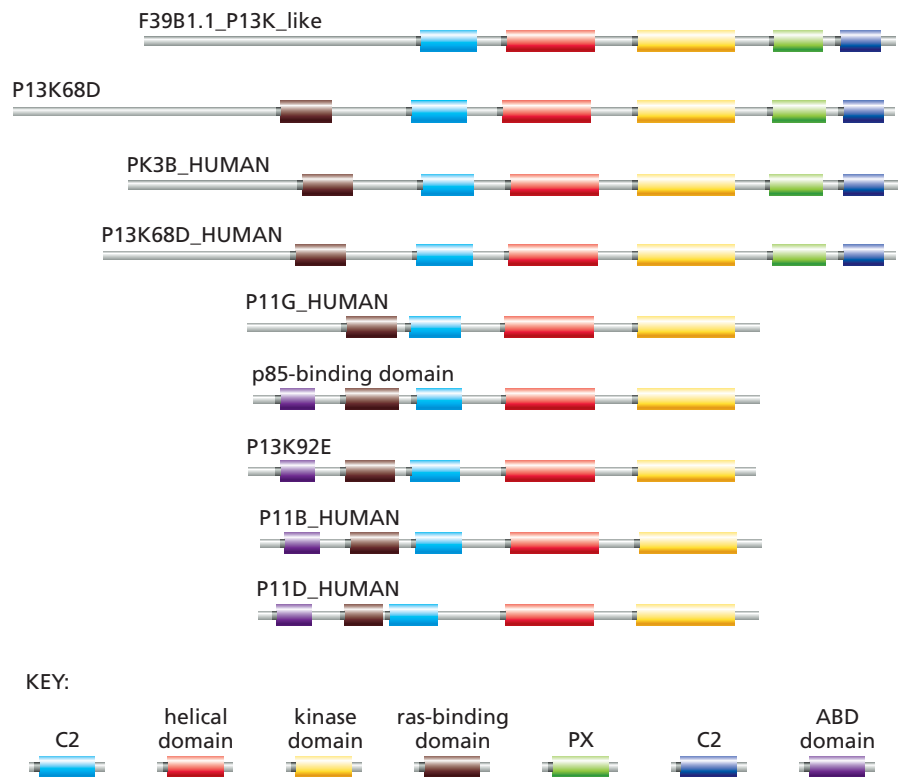 F39B1.1_P13K_like
P13K68D
PK3B_HUMAN
P13K68D_HUMAN
P11G_HUMAN
p85-binding domain
P13K92E
P11B_HUMAN
P11D_HUMAN
KEY:
C2
helical
domain
kinase
domain
ras-binding
domain
PX
C2
ABD
domain